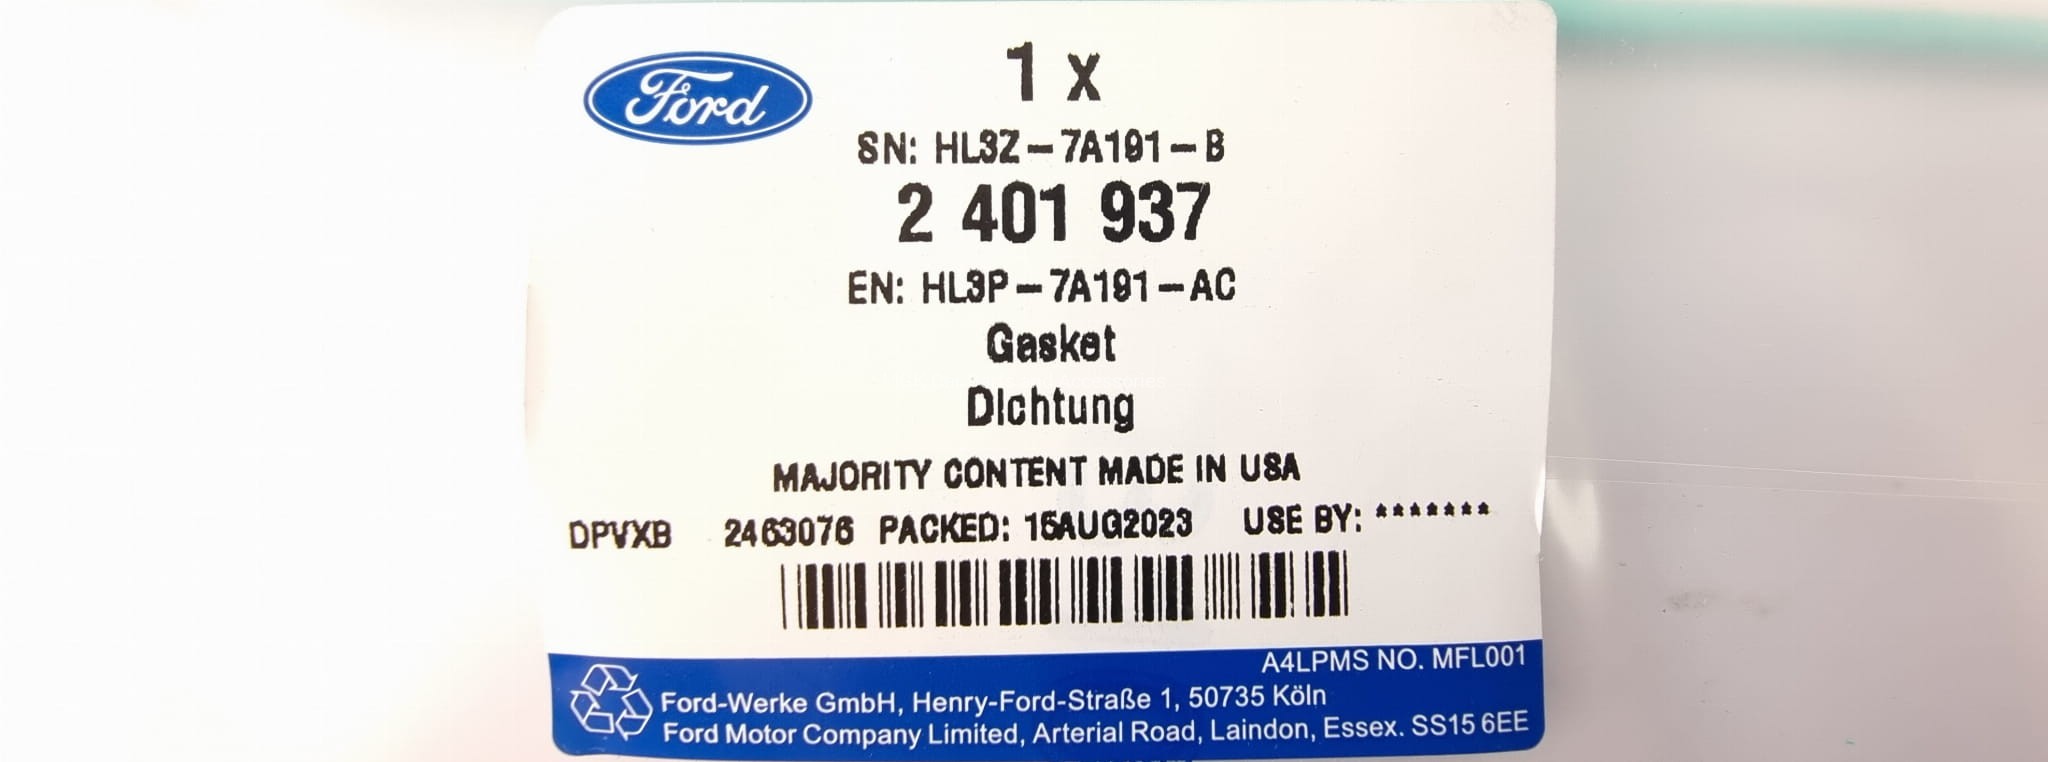 Ford
1 x
SN: HL3Z-7A191-B
2 401 937
EN: HL3P-7A191-AC
Gasket
Dichtung
MAJORITY CONTENT MADE IN USA
DPVXB 2463076 PACKED: 15AUG2023 USE BY: *******
A4LPMS NO. MFL001
Ford-Werke GmbH, Henry-Ford-Straße 1, 50735 Köln
Ford Motor Company Limited, Arterial Road, Laindon, Essex. SS15 6EE